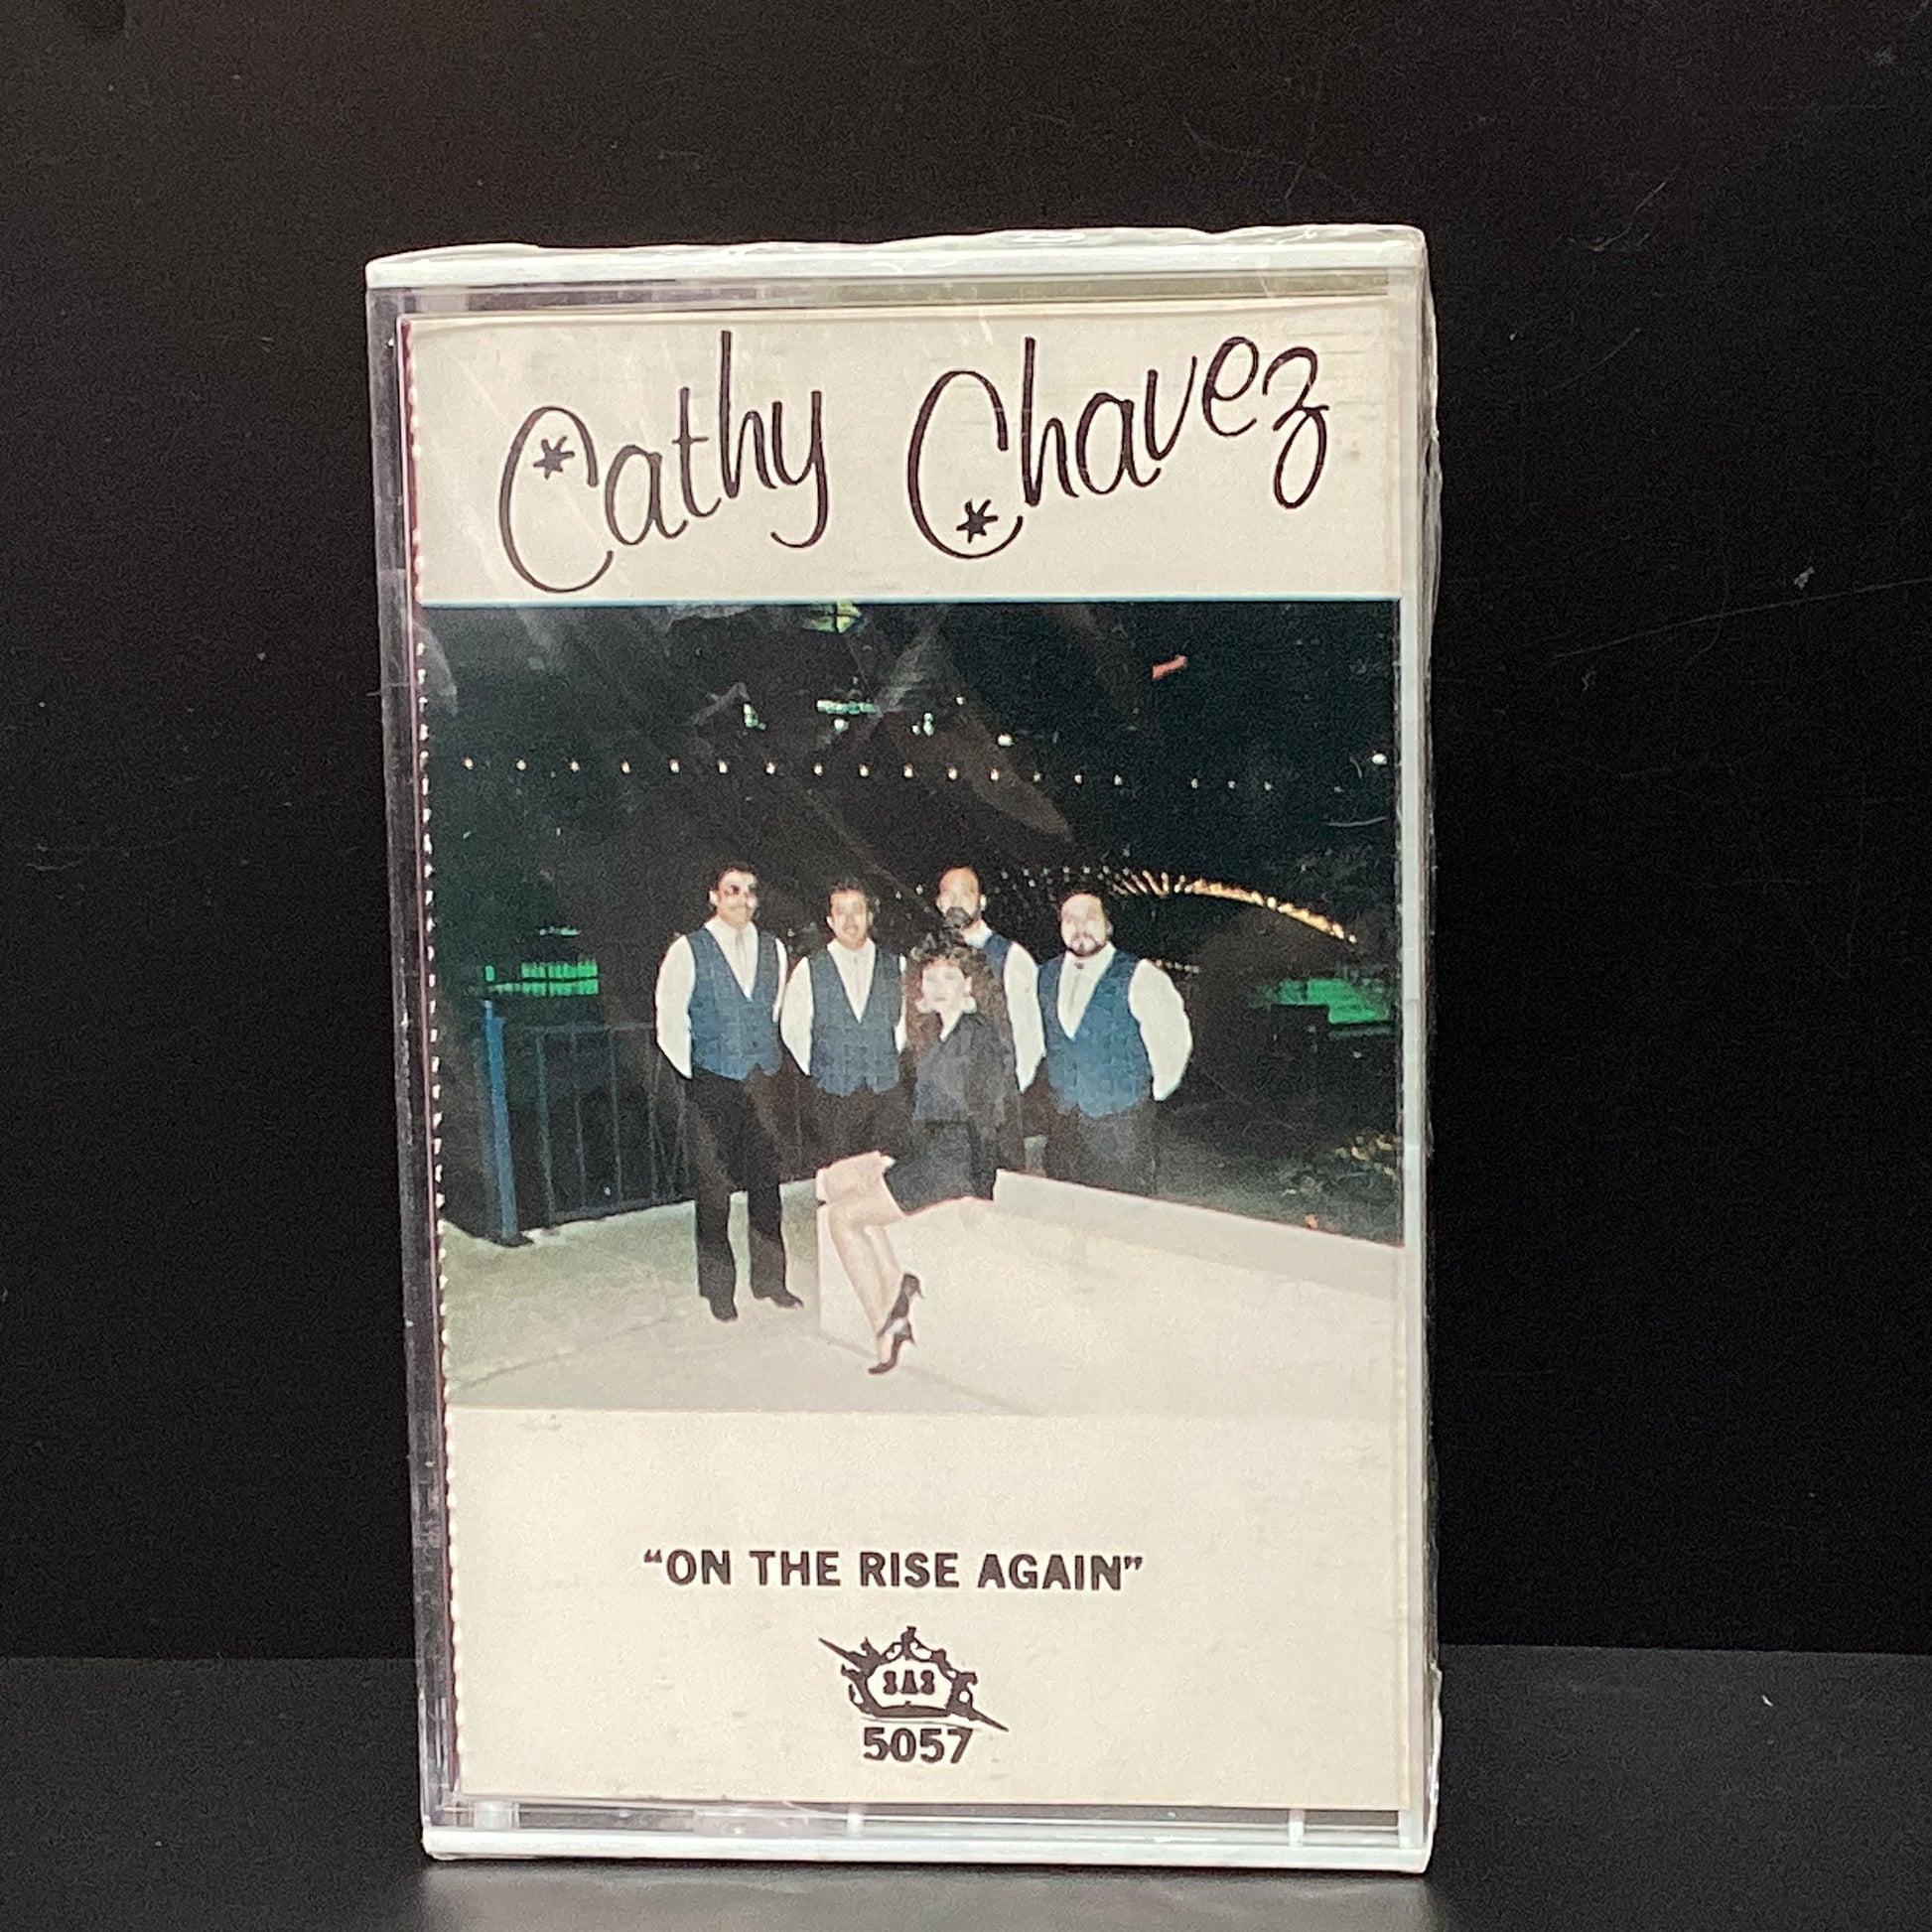 Cathy Chavez
"ON THE RISE AGAIN"
SAS
5057